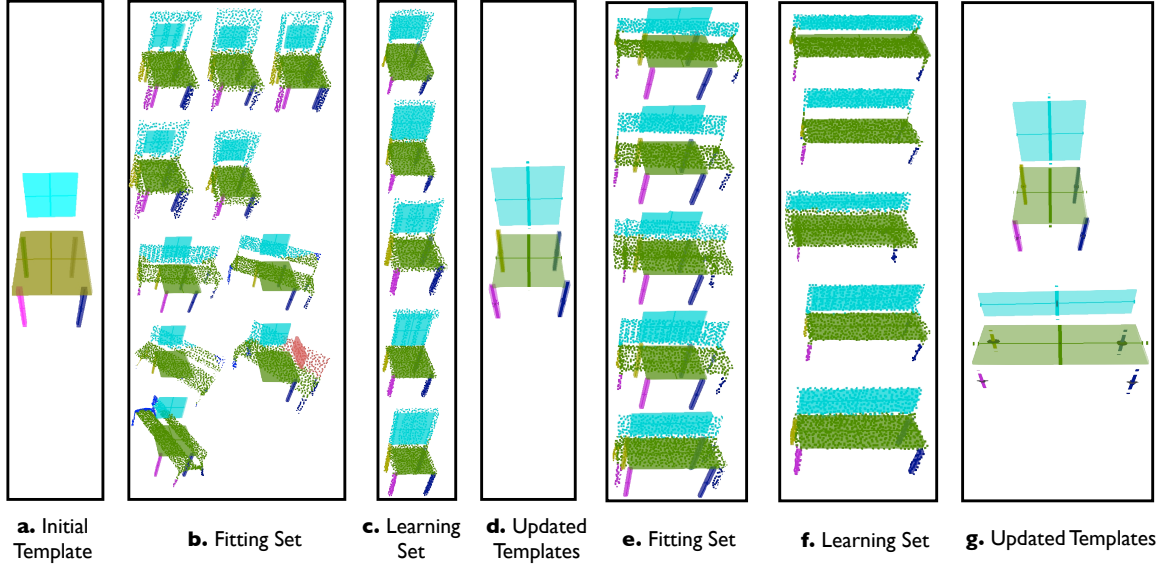 a. Initial
Template
b. Fitting Set
c. Learning
Set
d. Updated
Templates
e. Fitting Set
f. Learning Set
g. Updated Templates